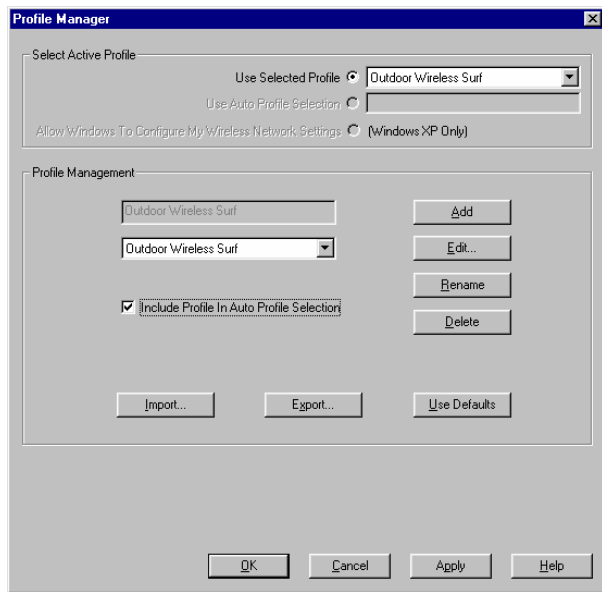 Profile Manager
Select Active Profile
Use Selected Profile
Outdoor Wireless Surf
Use Auto Profile Selection
Allow Windows To Configure My Wireless Network Settings
(Windows XP Only)
Profile Management
Outdoor Wireless Surf
Add
Outdoor Wireless Surf
Edit...
Rename
Include Profile In Auto Profile Selection
Delete
Import...
Export...
Use Defaults
OK
Cancel
Apply
Help